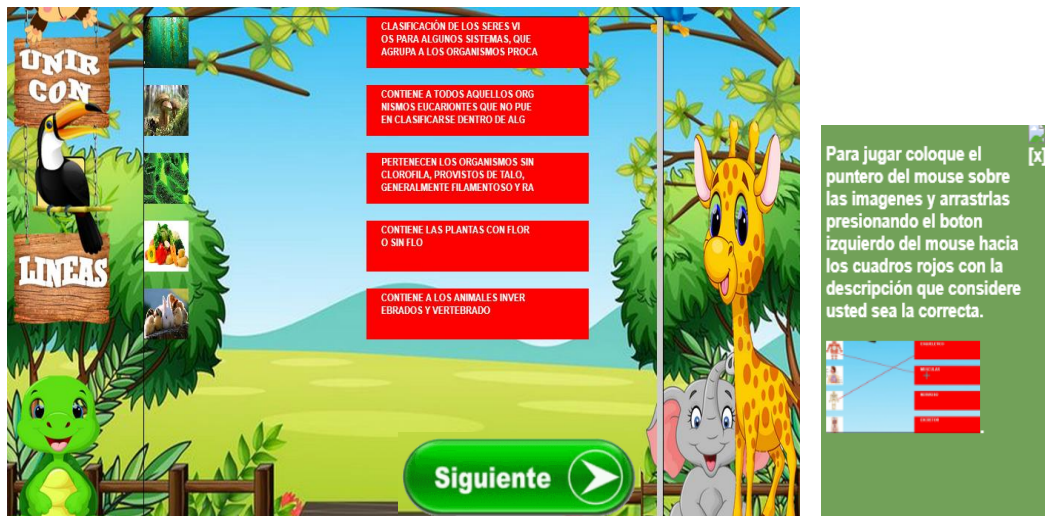 UNIR
CON
LINEAS
CLASIFICACIÓN DE LOS SERES VI
OS PARA ALGUNOS SISTEMAS, QUE
AGRUPA A LOS ORGANISMOS PROCA
CONTIENE A TODOS AQUELLOS ORG
NISMOS EUCARIONTES QUE NO PUE
EN CLASIFICARSE DENTRO DE ALG
PERTENECEN LOS ORGANISMOS SIN
CLOROFILA, PROVISTOS DE TALO,
GENERALMENTE FILAMENTOSO Y RA
CONTIENE LAS PLANTAS CON FLOR
O SIN FLO
CONTIENE A LOS ANIMALES INVER
EBRADOS Y VERTEBRADO
Siguiente
[x]
Para jugar coloque el
puntero del mouse sobre
las imagenes y arrastrlas
presionando el boton
izquierdo del mouse hacia
los cuadros rojos con la
descripción que considere
usted sea la correcta.